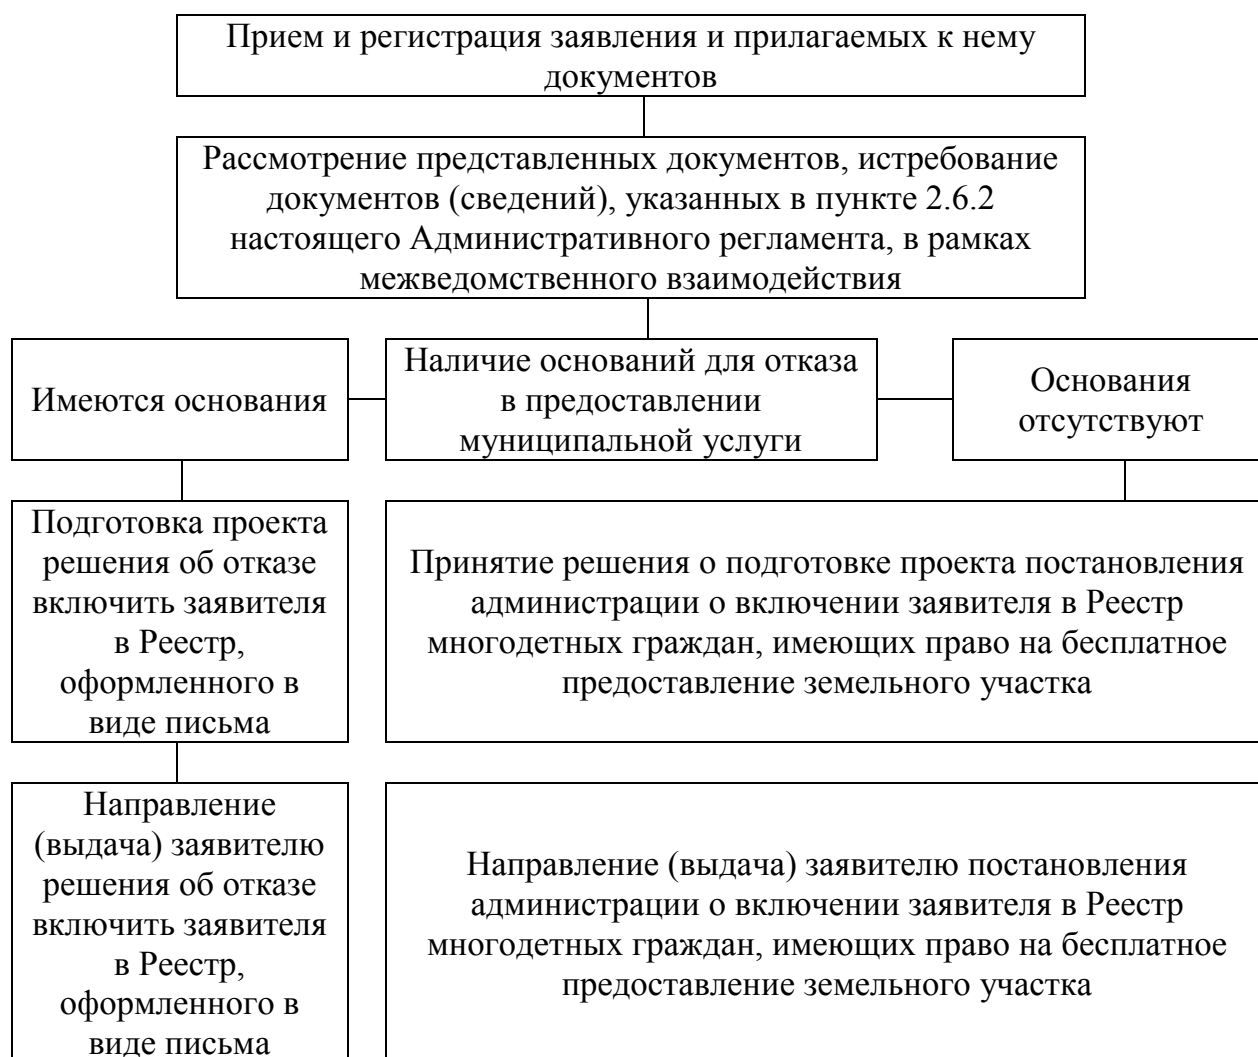 Прием и регистрация заявления и прилагаемых к нему
документов
Рассмотрение представленных документов, истребование
документов (сведений), указанных в пункте 2.6.2
настоящего Административного регламента, в рамках
межведомственного взаимодействия
Имеются основания
Наличие оснований для отказа
в предоставлении
муниципальной услуги
Основания
отсутствуют
Подготовка проекта
решения об отказе
включить заявителя
в Реестр,
оформленного в
виде письма
Принятие решения о подготовке проекта постановления
администрации о включении заявителя в Реестр
многодетных граждан, имеющих право на бесплатное
предоставление земельного участка
Направление
(выдача) заявителю
решения об отказе
включить заявителя
в Реестр,
оформленного в
виде письма
Направление (выдача) заявителю постановления
администрации о включении заявителя в Реестр
многодетных граждан, имеющих право на бесплатное
предоставление земельного участка